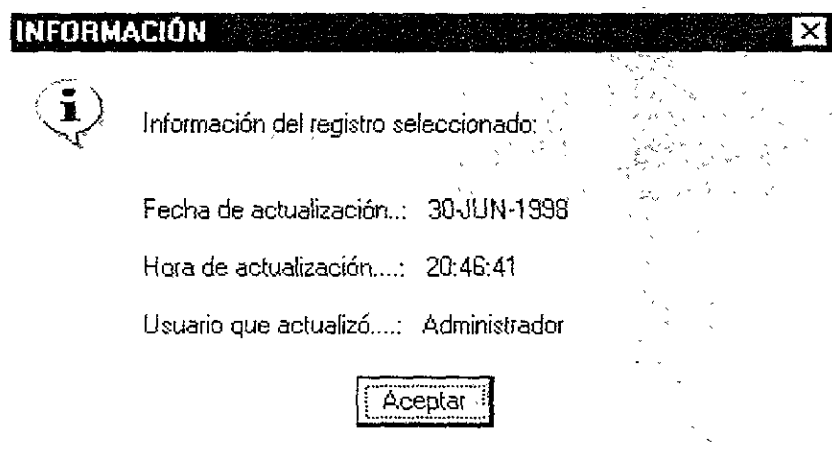 INFORMACIÓN
Información del registro seleccionado:
Fecha de actualización..: 30-JUN-1998
Hora de actualización....: 20:46:41
Usuario que actualizó....: Administrador
Aceptar